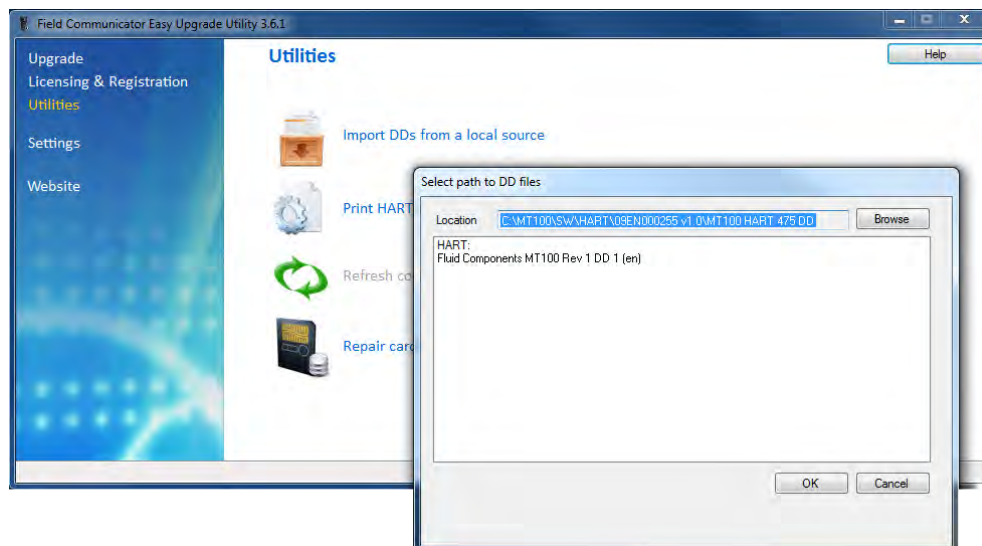 Field Communicator Easy Upgrade Utility 3.6.1
Upgrade
Licensing & Registration
Utilities
Settings
Website
Utilities
Help
Import DDs from a local source
Print HART
Refresh co
Repair card
Select path to DD files
Location C:\MT100\SW\HART\09EN000255 v1.0\MT100 HART 475 DD Browse
HART:
Fluid Components MT100 Rev 1 DD 1 (en)
OK Cancel